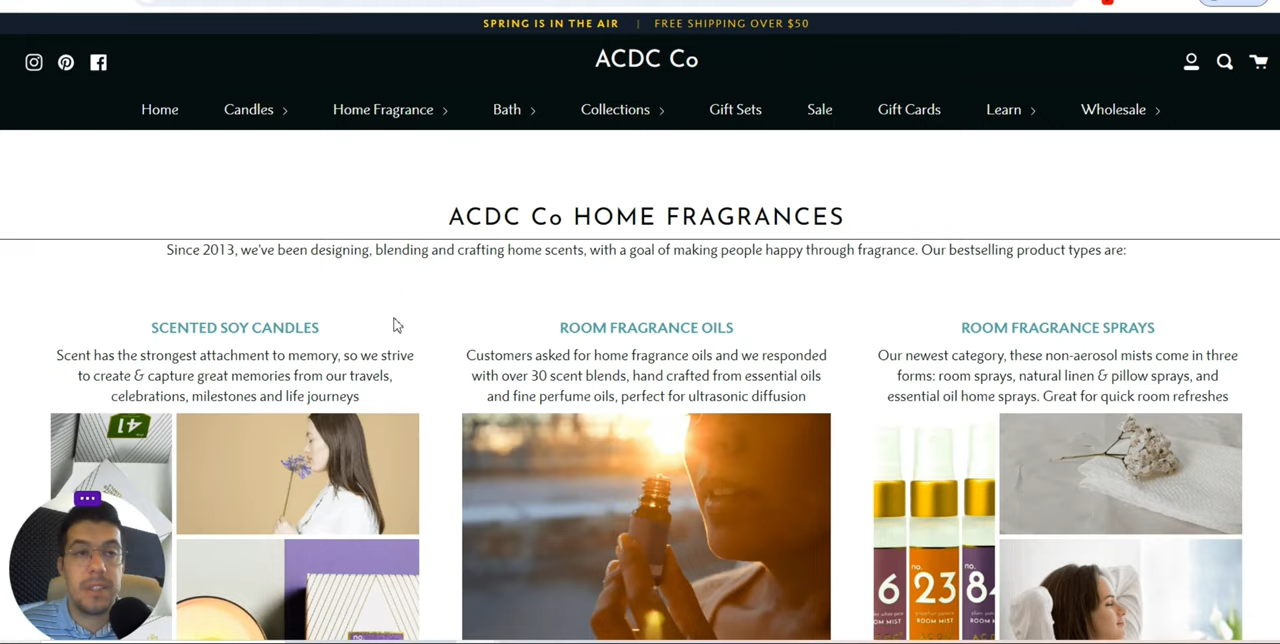 SPRING IS IN THE AIR | FREE SHIPPING OVER $50
ACDC Co
Home Candles Home Fragrance Bath Collections Gift Sets Sale Gift Cards Learn Wholesale
ACDC Co HOME FRAGRANCES
Since 2013, we've been designing, blending and crafting home scents, with a goal of making people happy through fragrance. Our bestselling product types are:
SCENTED SOY CANDLES
Scent has the strongest attachment to memory, so we strive
to create & capture great memories from our travels,
celebrations, milestones and life journeys
41
no.
ROOM FRAGRANCE OILS
Customers asked for home fragrance oils and we responded
with over 30 scent blends, hand crafted from essential oils
and fine perfume oils, perfect for ultrasonic diffusion
ROOM FRAGRANCE SPRAYS
Our newest category, these non-aerosol mists come in three
forms: room sprays, natural linen & pillow sprays, and
essential oil home sprays. Great for quick room refreshes
6 no. 23 no. 84
ROOM MIST